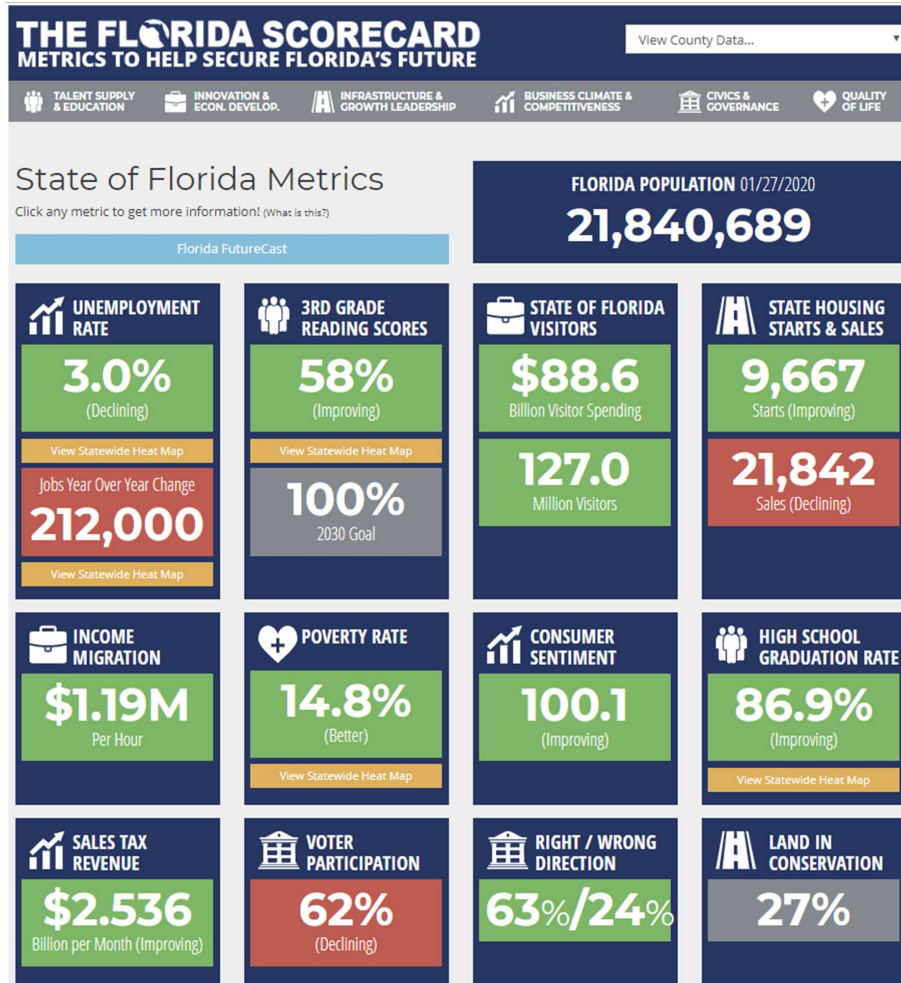 THE FLORIDA SCORECARD
METRICS TO HELP SECURE FLORIDA'S FUTURE
View County Data...
TALENT SUPPLY
& EDUCATION
INNOVATION &
ECON. DEVELOP.
INFRASTRUCTURE &
GROWTH LEADERSHIP
BUSINESS CLIMATE &
COMPETITIVENESS
CIVICS &
GOVERNANCE
QUALITY
OF LIFE
State of Florida Metrics
Click any metric to get more information! (What is this?)
Florida FutureCast
FLORIDA POPULATION 01/27/2020
21,840,689
UNEMPLOYMENT
RATE
3.0%
(Declining)
View Statewide Heat Map
Jobs Year Over Year Change
212,000
View Statewide Heat Map
3RD GRADE
READING SCORES
58%
(Improving)
View Statewide Heat Map
100%
2030 Goal
STATE OF FLORIDA
VISITORS
$88.6
Billion Visitor Spending
127.0
Million Visitors
STATE HOUSING
STARTS & SALES
9,667
Starts (Improving)
21,842
Sales (Declining)
INCOME
MIGRATION
$1.19M
Per Hour
POVERTY RATE
14.8%
(Better)
View Statewide Heat Map
CONSUMER
SENTIMENT
100.1
(Improving)
HIGH SCHOOL
GRADUATION RATE
86.9%
(Improving)
View Statewide Heat Map
SALES TAX
REVENUE
$2.536
Billion per Month (Improving)
VOTER
PARTICIPATION
62%
(Declining)
RIGHT / WRONG
DIRECTION
63%/24%
LAND IN
CONSERVATION
27%